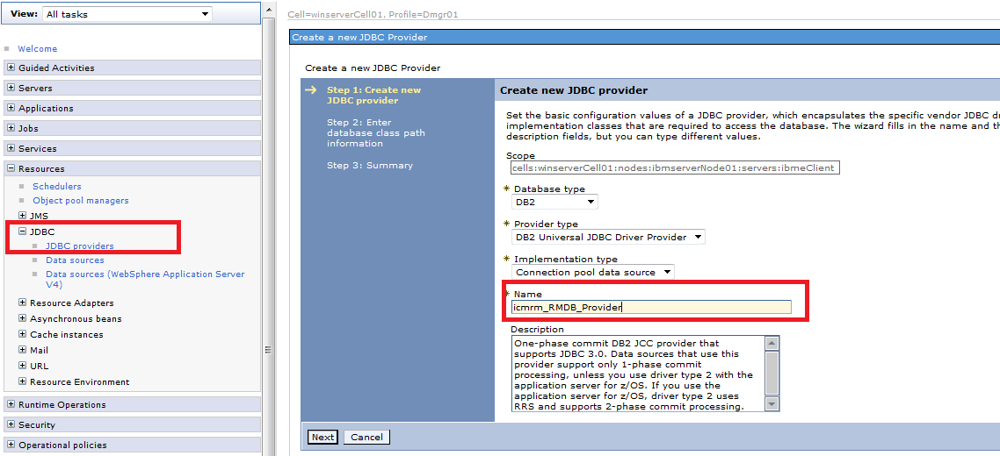 View: All tasks
Welcome
Guided Activities
Servers
Applications
Jobs
Services
Resources
Schedulers
Object pool managers
JMS
JDBC
JDBC providers
Data sources
Data sources (WebSphere Application Server
V4)
Resource Adapters
Asynchronous beans
Cache instances
Mail
URL
Resource Environment
Runtime Operations
Security
Operational policies
Cell=winserverCell01, Profile=Dmgr01
Create a new JDBC Provider
Create a new JDBC Provider
Step 1: Create new
JDBC provider
Step 2: Enter
database class path
information
Step 3: Summary
Create new JDBC provider
Set the basic configuration values of a JDBC provider, which encapsulates the specific vendor JDBC dr
implementation classes that are required to access the database. The wizard fills in the name and th
description fields, but you can type different values.
Scope
cells:winserverCell01:nodes:ibmserverNode01:servers:ibmeClient
* Database type
DB2
* Provider type
DB2 Universal JDBC Driver Provider
* Implementation type
Connection pool data source
* Name
icmrm_RMDB_Provider
Description
One-phase commit DB2 JCC provider that
supports JDBC 3.0. Data sources that use this
provider support only 1-phase commit
processing, unless you use driver type 2 with the
application server for z/OS. If you use the
application server for z/OS, driver type 2 uses
RRS and supports 2-phase commit processing.
Next Cancel